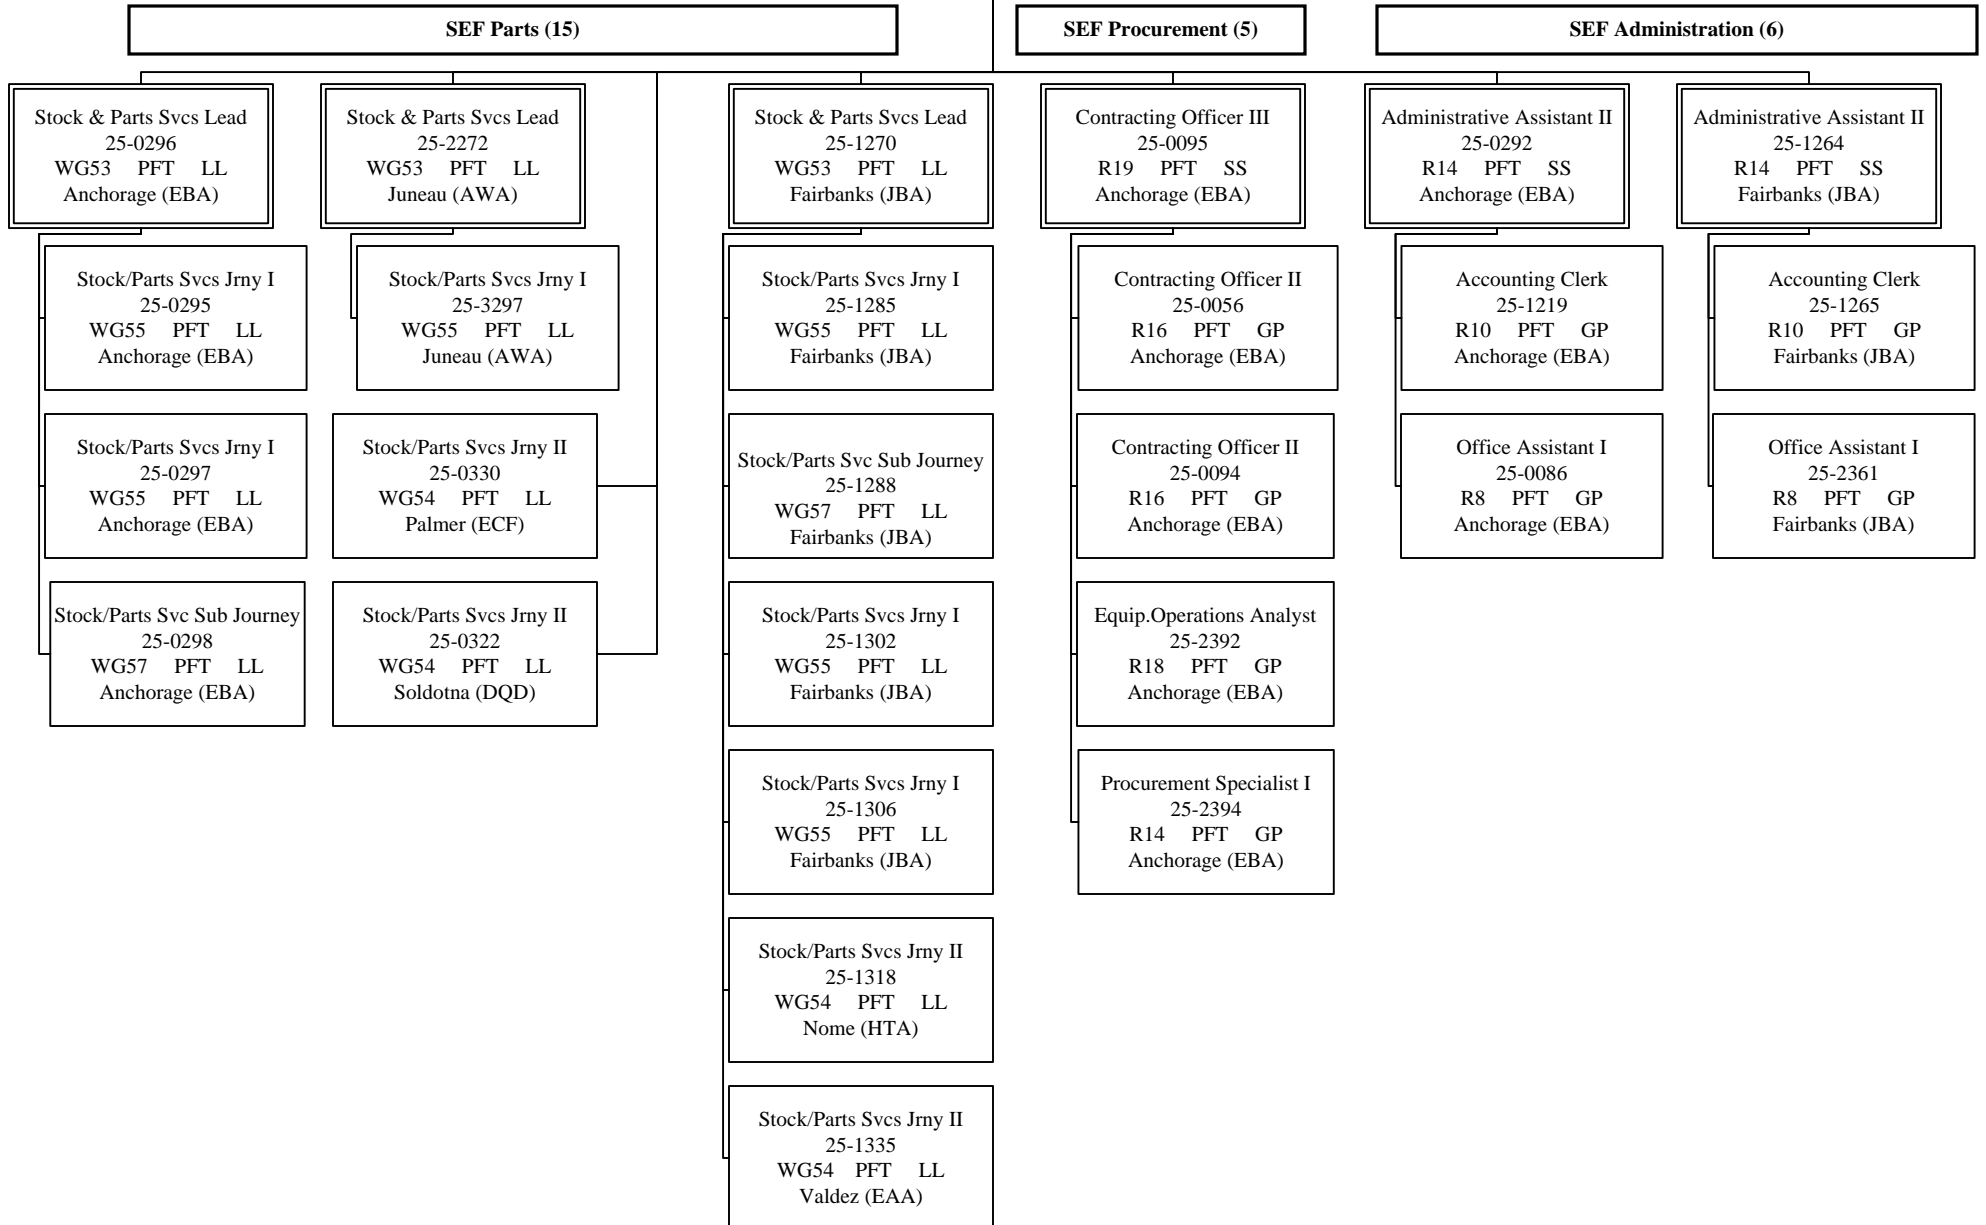 SEF Parts (15)
SEF Procurement (5)
SEF Administration (6)
Stock & Parts Svcs Lead
25-0296
WG53 PFT LL
Anchorage (EBA)
Stock/Parts Svcs Jrny I
25-0295
WG55 PFT LL
Anchorage (EBA)
Stock/Parts Svcs Jrny I
25-0297
WG55 PFT LL
Anchorage (EBA)
Stock/Parts Svc Sub Journey
25-0298
WG57 PFT LL
Anchorage (EBA)
Stock & Parts Svcs Lead
25-2272
WG53 PFT LL
Juneau (AWA)
Stock/Parts Svcs Jrny I
25-3297
WG55 PFT LL
Juneau (AWA)
Stock/Parts Svcs Jrny II
25-0330
WG54 PFT LL
Palmer (ECF)
Stock/Parts Svcs Jrny II
25-0322
WG54 PFT LL
Soldotna (DQD)
Stock & Parts Svcs Lead
25-1270
WG53 PFT LL
Fairbanks (JBA)
Stock/Parts Svcs Jrny I
25-1285
WG55 PFT LL
Fairbanks (JBA)
Stock/Parts Svc Sub Journey
25-1288
WG57 PFT LL
Fairbanks (JBA)
Stock/Parts Svcs Jrny I
25-1302
WG55 PFT LL
Fairbanks (JBA)
Stock/Parts Svcs Jrny I
25-1306
WG55 PFT LL
Fairbanks (JBA)
Stock/Parts Svcs Jrny II
25-1318
WG54 PFT LL
Nome (HTA)
Stock/Parts Svcs Jrny II
25-1335
WG54 PFT LL
Valdez (EAA)
Contracting Officer III
25-0095
R19 PFT SS
Anchorage (EBA)
Contracting Officer II
25-0056
R16 PFT GP
Anchorage (EBA)
Contracting Officer II
25-0094
R16 PFT GP
Anchorage (EBA)
Equip.Operations Analyst
25-2392
R18 PFT GP
Anchorage (EBA)
Procurement Specialist I
25-2394
R14 PFT GP
Anchorage (EBA)
Administrative Assistant II
25-0292
R14 PFT SS
Anchorage (EBA)
Accounting Clerk
25-1219
R10 PFT GP
Anchorage (EBA)
Office Assistant I
25-0086
R8 PFT GP
Anchorage (EBA)
Administrative Assistant II
25-1264
R14 PFT SS
Fairbanks (JBA)
Accounting Clerk
25-1265
R10 PFT GP
Fairbanks (JBA)
Office Assistant I
25-2361
R8 PFT GP
Fairbanks (JBA)